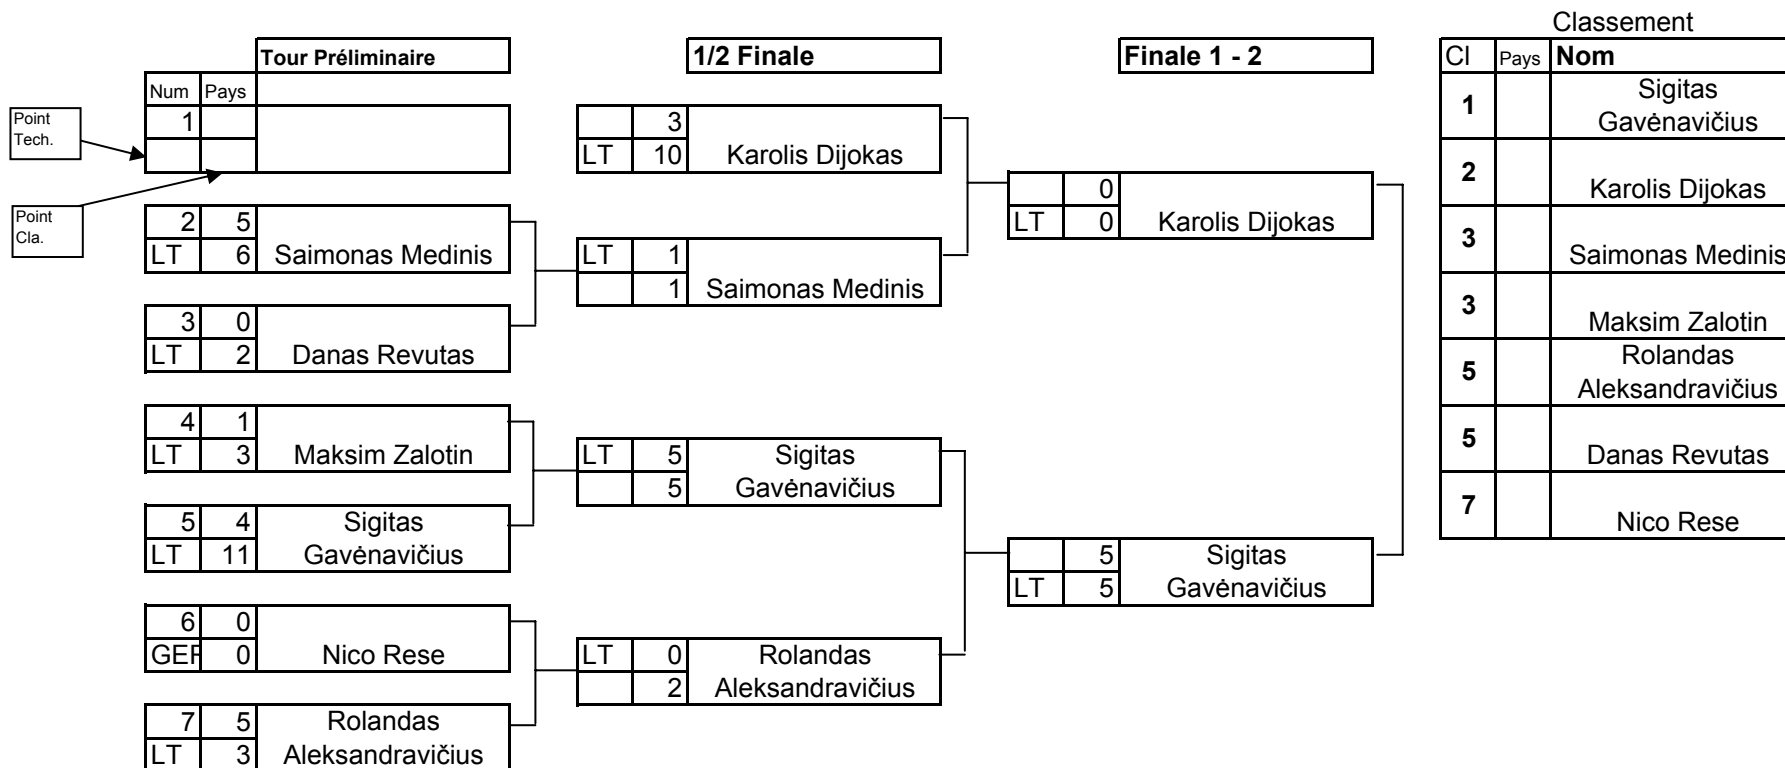 Classement
Tour Préliminaire 1/2 Finale Finale 1 - 2 Cl Pays Nom
Num Pays
Point
Tech.
1
Point
Cla.
2 5
LT 6 Saimonas Medinis
3 0
LT 2 Danas Revutas
4 1
LT 3 Maksim Zalotin
5 4 Sigitas
LT 11 Gavėnavičius
6 0
0 Nico Rese
7 5 Rolandas
LT 3 Aleksandravičius
3
LT 10 Karolis Dijokas
LT 1
1 Saimonas Medinis
LT 5 Sigitas
5 Gavėnavičius
LT 0 Rolandas
2 Aleksandravičius
0
LT 0 Karolis Dijokas
5 Sigitas
LT 5 Gavėnavičius
1 Sigitas
Gavėnavičius
2 Karolis Dijokas
3 Saimonas Medinis
3 Maksim Zalotin
5 Rolandas
Aleksandravičius
5 Danas Revutas
7 Nico Rese